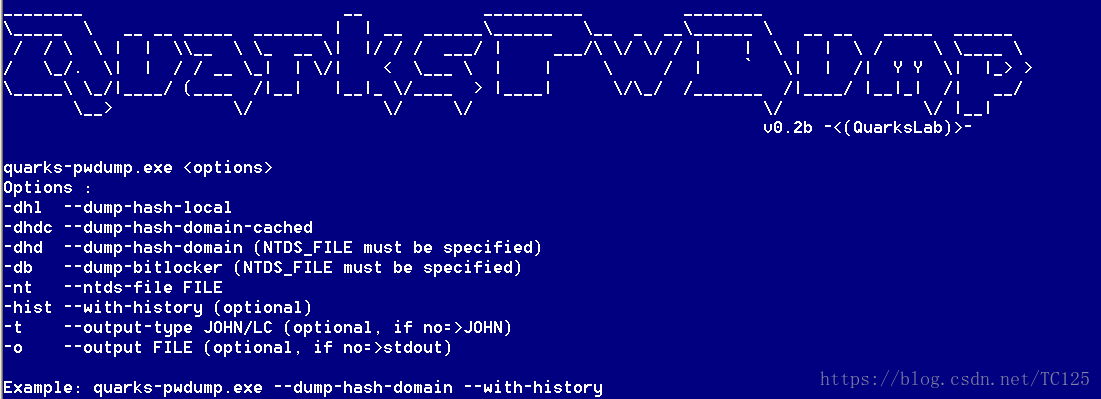 QuarksPwDump
v0.2b -<(QuarksLab)>-
quarks-pwdump.exe <options>
Options :
-dhl  --dump-hash-local
-dhdc --dump-hash-domain-cached
-dhd  --dump-hash-domain (NTDS_FILE must be specified)
-db   --dump-bitlocker (NTDS_FILE must be specified)
-nt   --ntds-file FILE
-hist --with-history (optional)
-t    --output-type JOHN/LC (optional, if no=>JOHN)
-o    --output FILE (optional, if no=>stdout)
Example: quarks-pwdump.exe --dump-hash-domain --with-history
https://blog.csdn.net/TC125